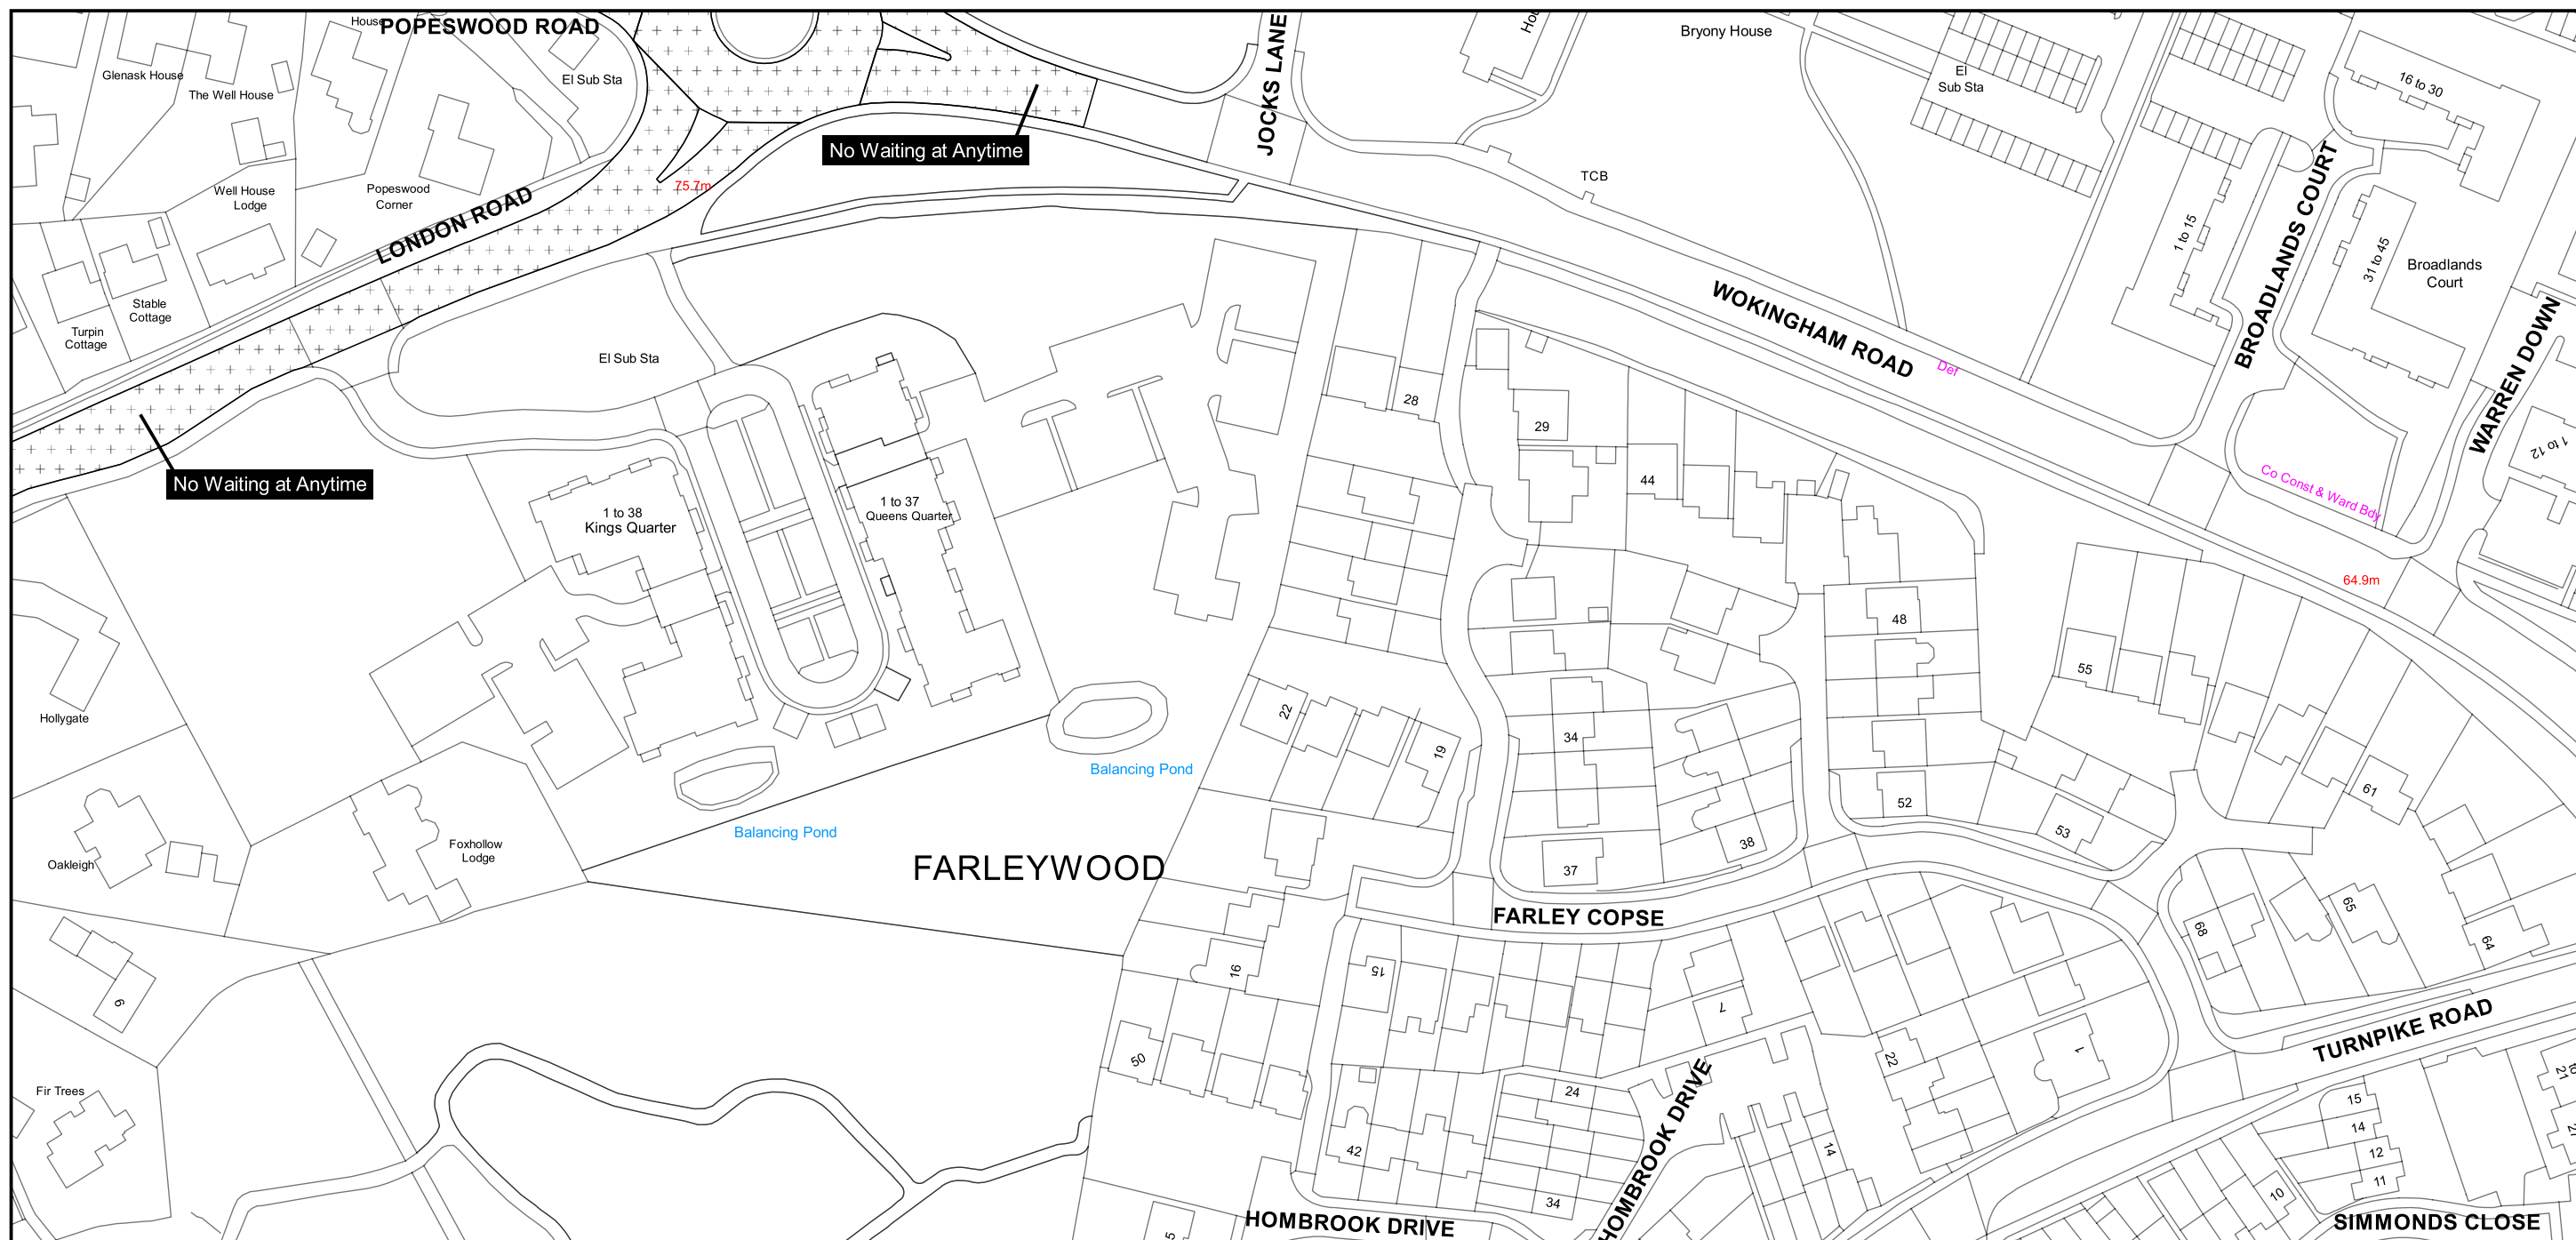 House
POPESWOOD ROAD
Glenask House
The Well House
El Sub Sta
Well House
Lodge
Popeswood
Corner
LONDON ROAD
Stable
Cottage
Turpin
Cottage
75.7m
No Waiting at Anytime
No Waiting at Anytime
JOCKS LANE
Bryony House
TCB
El
Sub Sta
16 to 30
1 to 15
31 to 45
Broadlands
Court
BROADLANDS COURT
WARREN DOWN
1 to 12
WOKINGHAM ROAD
Def
Co Const & Ward Bdy
64.9m
El Sub Sta
1 to 38
Kings Quarter
1 to 37
Queens Quarter
28
29
44
48
55
22
19
34
52
53
61
37
38
Hollygate
Oakleigh
Foxhollow
Lodge
Balancing Pond
Balancing Pond
FARLEYWOOD
FARLEY COPSE
68
65
64
16
15
7
6
50
22
1
TURNPIKE ROAD
Fir Trees
24
42
34
14
HOMBROOK DRIVE
HOMBROOK DRIVE
15
14
12
11
10
21
SIMMONDS CLOSE